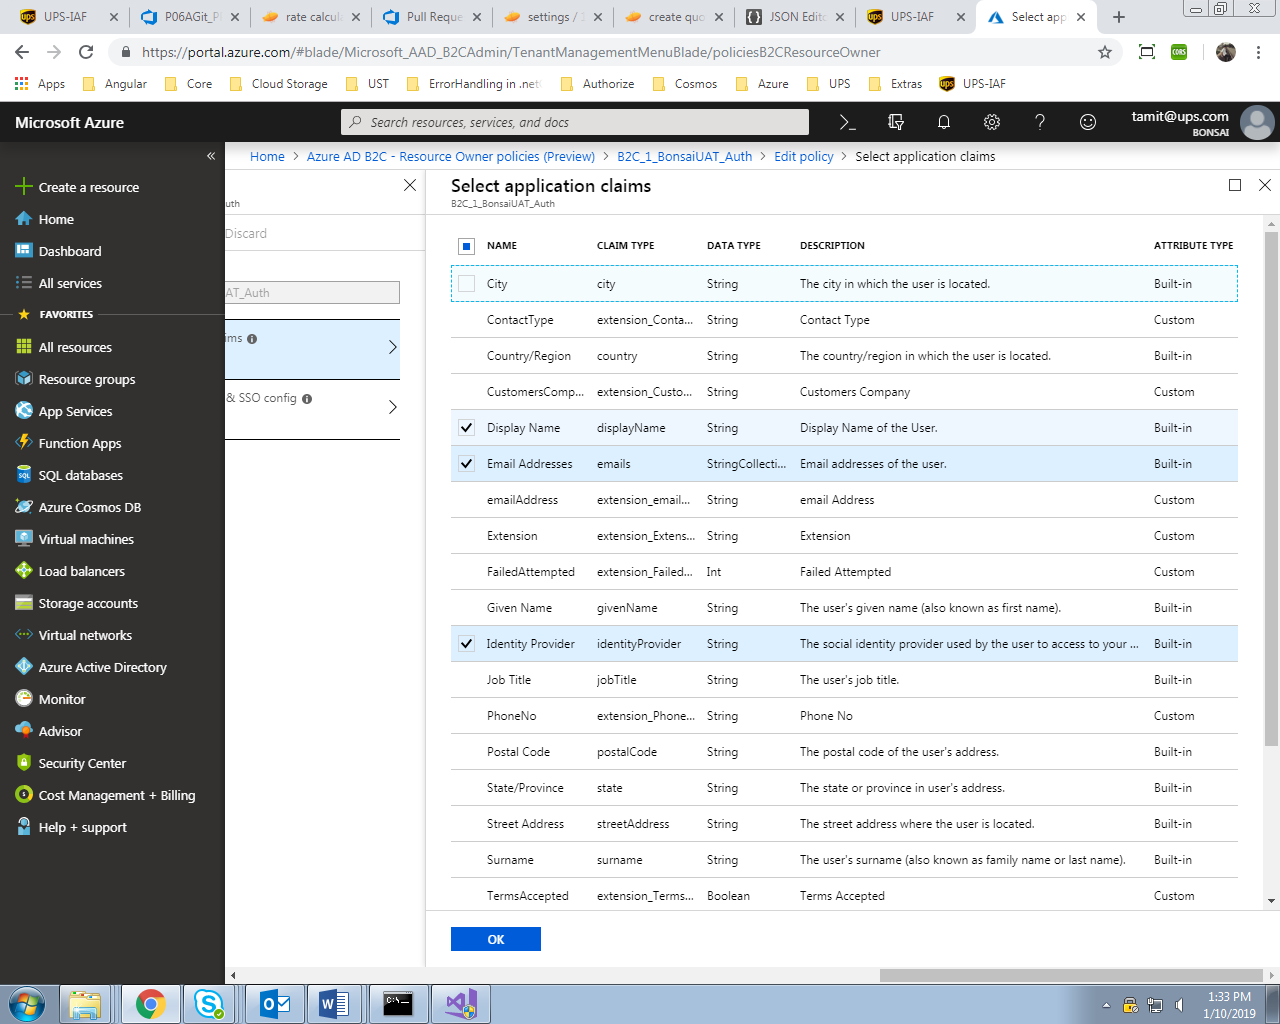 UPS-IAF
P06AGit_P
rate calcula
Pull Reque
settings / 
create quo
JSON Edito
UPS-IAF
Select app
https://portal.azure.com/#blade/Microsoft_AAD_B2CAdmin/TenantManagementMenuBlade/policiesB2CResourceOwner
CORS
Apps
Angular
Core
Cloud Storage
UST
ErrorHandling in .net
Authorize
Cosmos
Azure
UPS
Extras
UPS-IAF
Microsoft Azure
Search resources, services, and docs
tamit@ups.com
BONSAI
Home > Azure AD B2C - Resource Owner policies (Preview) > B2C_1_BonsaiUAT_Auth > Edit policy > Select application claims
Create a resource
Home
Dashboard
All services
FAVORITES
All resources
Resource groups
App Services
Function Apps
SQL databases
Azure Cosmos DB
Virtual machines
Load balancers
Storage accounts
Virtual networks
Azure Active Directory
Monitor
Advisor
Security Center
Cost Management + Billing
Help + support
uth
Discard
AT_Auth
ims
& SSO config
Select application claims
B2C_1_BonsaiUAT_Auth
NAME CLAIM TYPE DATA TYPE DESCRIPTION ATTRIBUTE TYPE
City city String The city in which the user is located. Built-in
ContactType extension_Conta... String Contact Type Custom
Country/Region country String The country/region in which the user is located. Built-in
CustomersComp... extension_Custo... String Customers Company Custom
Display Name displayName String Display Name of the User. Built-in
Email Addresses emails StringCollecti... Email addresses of the user. Built-in
emailAddress extension_email... String email Address Custom
Extension extension_Extens... String Extension Custom
FailedAttempted extension_Failed... Int Failed Attempted Custom
Given Name givenName String The user's given name (also known as first name). Built-in
Identity Provider identityProvider String The social identity provider used by the user to access to your ... Built-in
Job Title jobTitle String The user's job title. Built-in
PhoneNo extension_Phone... String Phone No Custom
Postal Code postalCode String The postal code of the user's address. Built-in
State/Province state String The state or province in user's address. Built-in
Street Address streetAddress String The street address where the user is located. Built-in
Surname surname String The user's surname (also known as family name or last name). Built-in
TermsAccepted extension_Terms... Boolean Terms Accepted Custom
OK
1:33 PM
1/10/2019